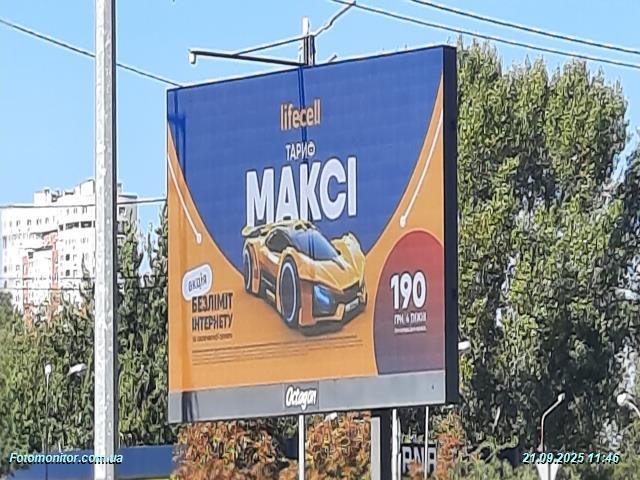 lifecell
ТАРИФ
МАКСІ
акція
БЕЗЛІМІТ
ІНТЕРНЕТУ
190
ГРН, 4 ТИЖНІ
Octagon
Fotomonitor.com.ua
21.09.2025 11:46